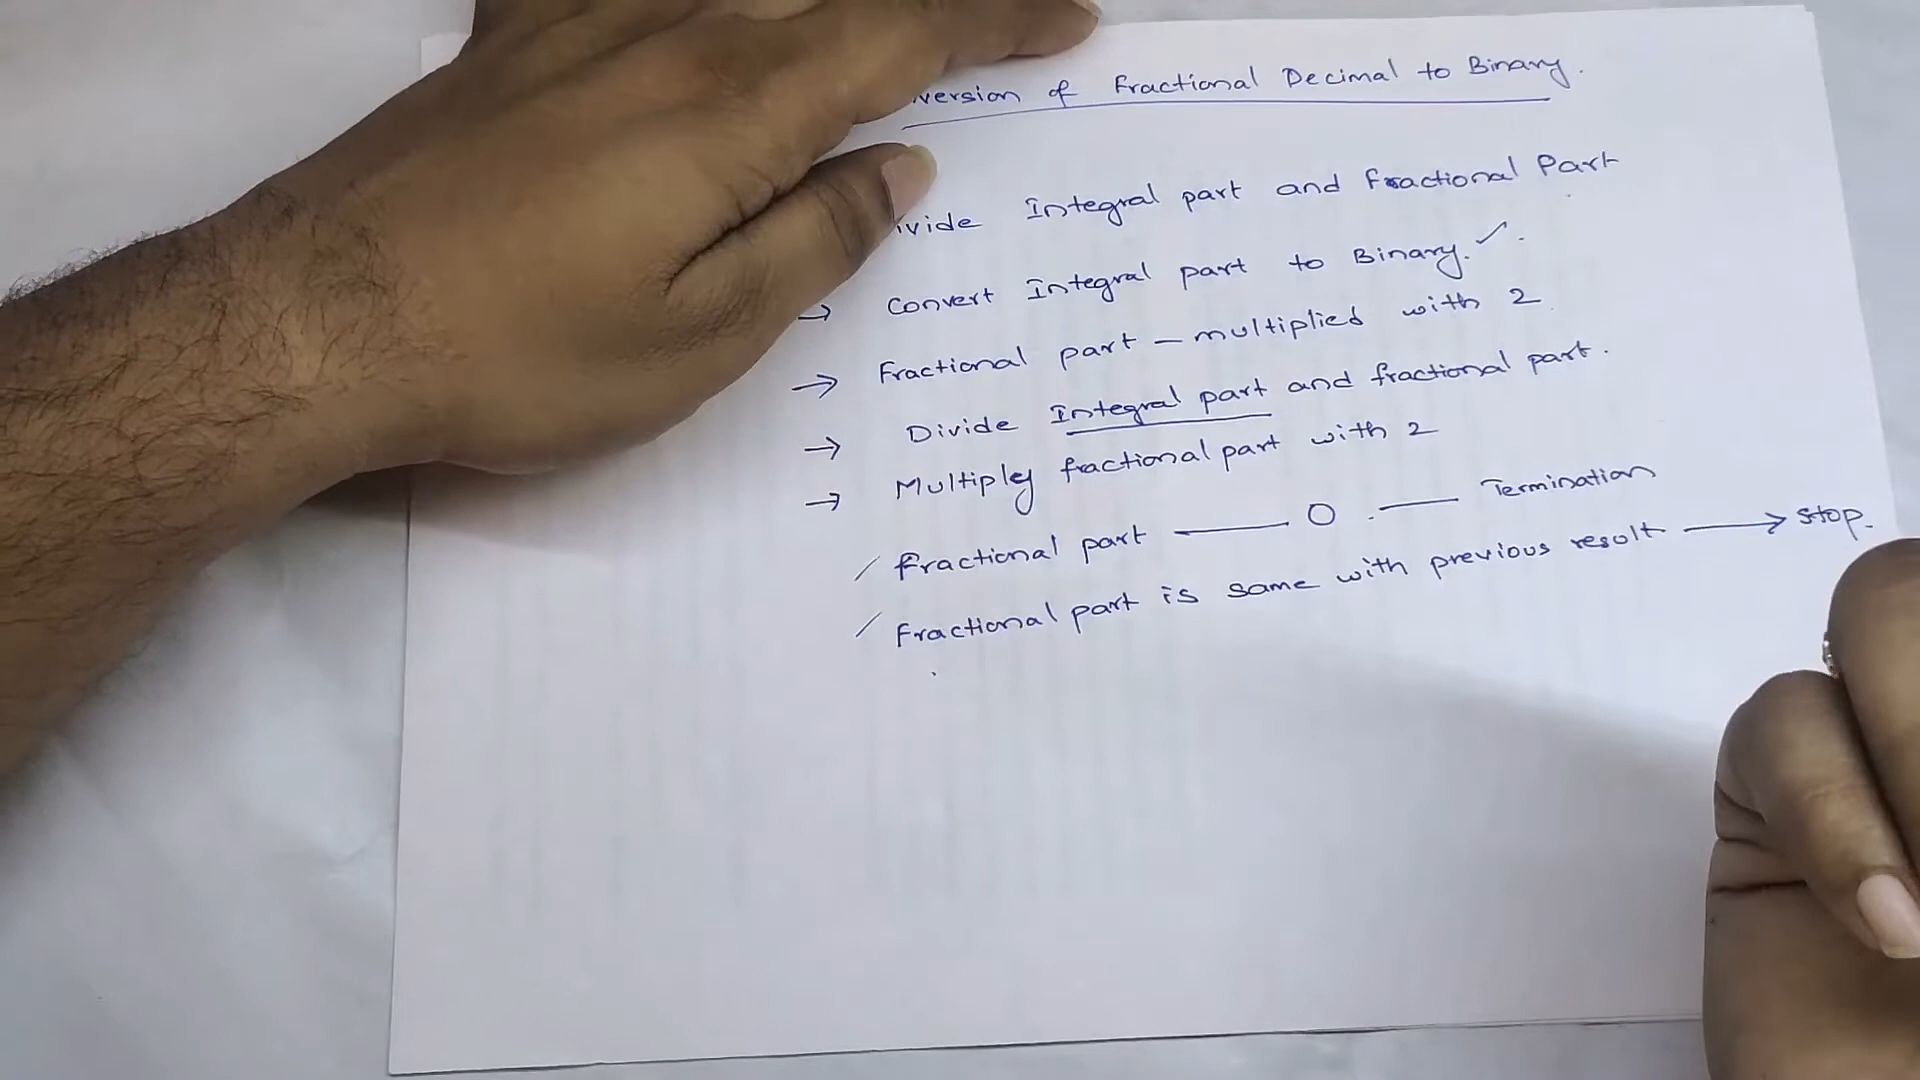 version of Fractional Decimal to Binary.
ivide Integral part and Fractional Part
→ Convert Integral part to Binary. ✓.
→ Fractional part - multiplied with 2
→ Divide Integral part and fractional part.
→ Multiply fractional part with 2
/ Fractional part —— 0 . —— Termination
/ Fractional part is same with previous result ——> stop.